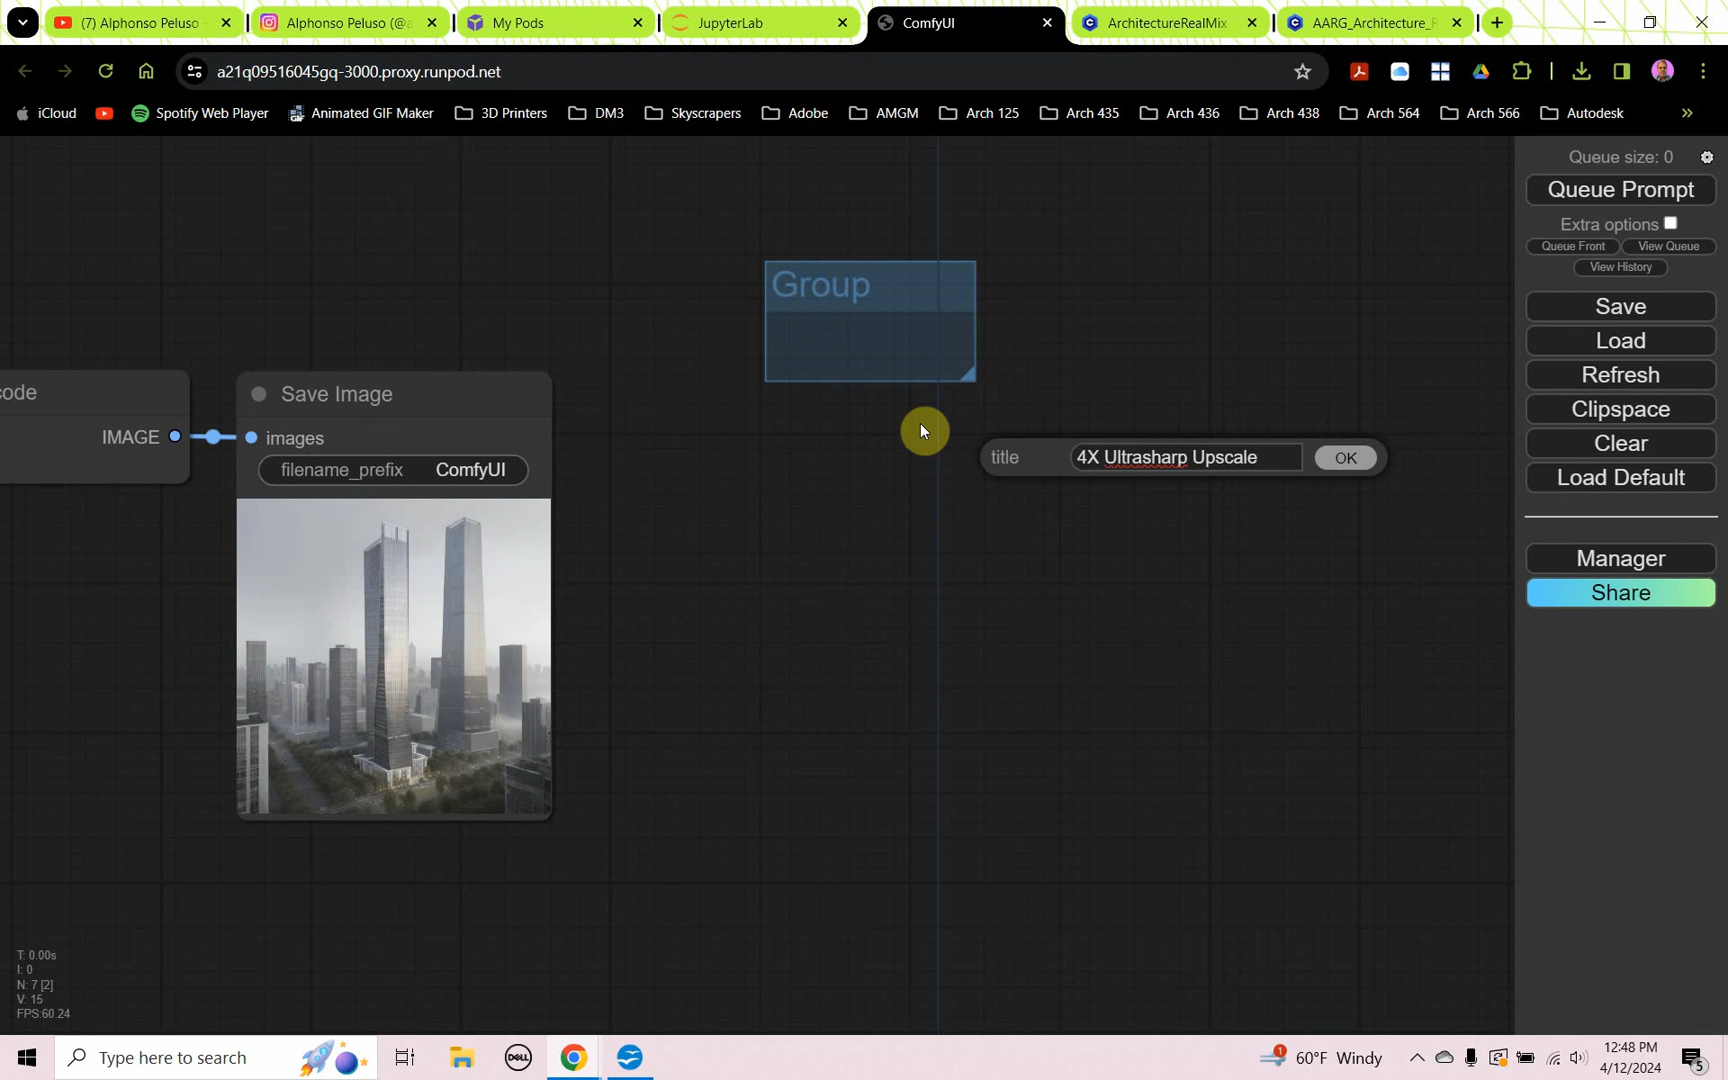 (7) Alphonso Peluso
Alphonso Peluso (@a
My Pods
JupyterLab
ComfyUI
ArchitectureRealMix
AARG_Architecture_R
a21q09516045gq-3000.proxy.runpod.net
iCloud
Spotify Web Player
Animated GIF Maker
3D Printers
DM3
Skyscrapers
Adobe
AMGM
Arch 125
Arch 435
Arch 436
Arch 438
Arch 564
Arch 566
Autodesk
»
Queue size: 0
Queue Prompt
Extra options
Queue Front
View Queue
View History
Save
Load
Refresh
Clipspace
Clear
Load Default
Manager
Share
Group
code
IMAGE
Save Image
images
filename_prefix ComfyUI
title 4X Ultrasharp Upscale OK
T: 0.00s
I: 0
N: 7 [2]
V: 15
FPS:60.24
Type here to search
DELL
1
60°F Windy
12:48 PM
4/12/2024
5